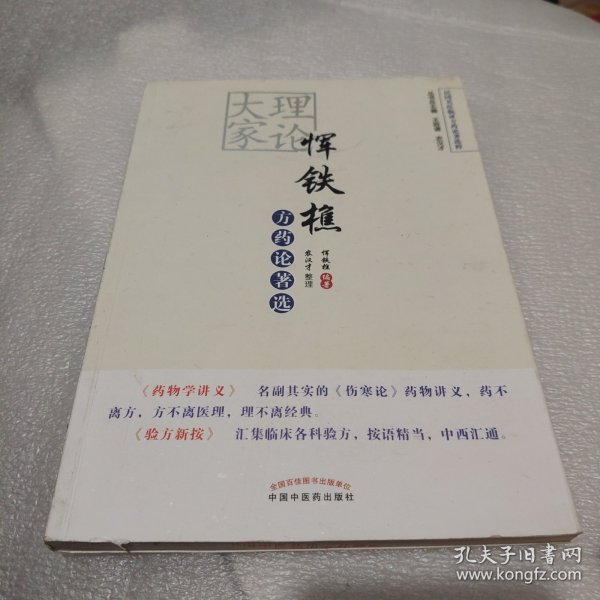 理论
大家
恽铁樵
方药论著选
恽铁樵 编著
农汉才 整理
《药物学讲义》 名副其实的《伤寒论》药物讲义，药不
离方，方不离医理，理不离经典。
《验方新按》 汇集临床各科验方，按语精当，中西汇通。
全国百佳图书出版单位
中国中医药出版社
孔夫子旧书网
www.kongfz.com